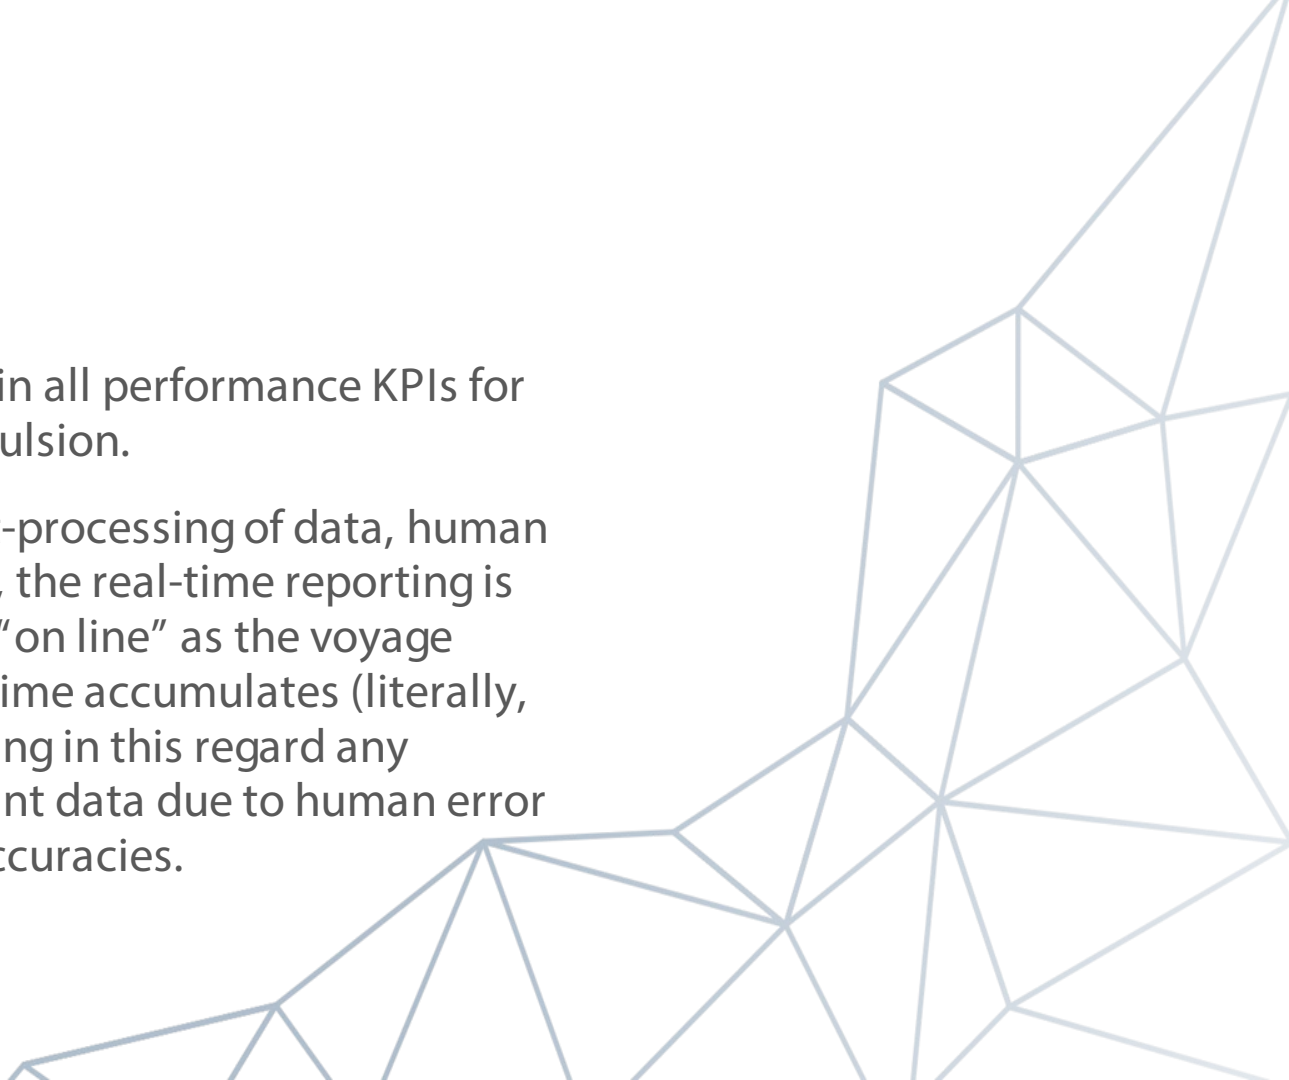 in all performance KPIs for
ulsion.
-processing of data, human
, the real-time reporting is
“on line” as the voyage
ime accumulates (literally,
ng in this regard any
nt data due to human error
ccuracies.